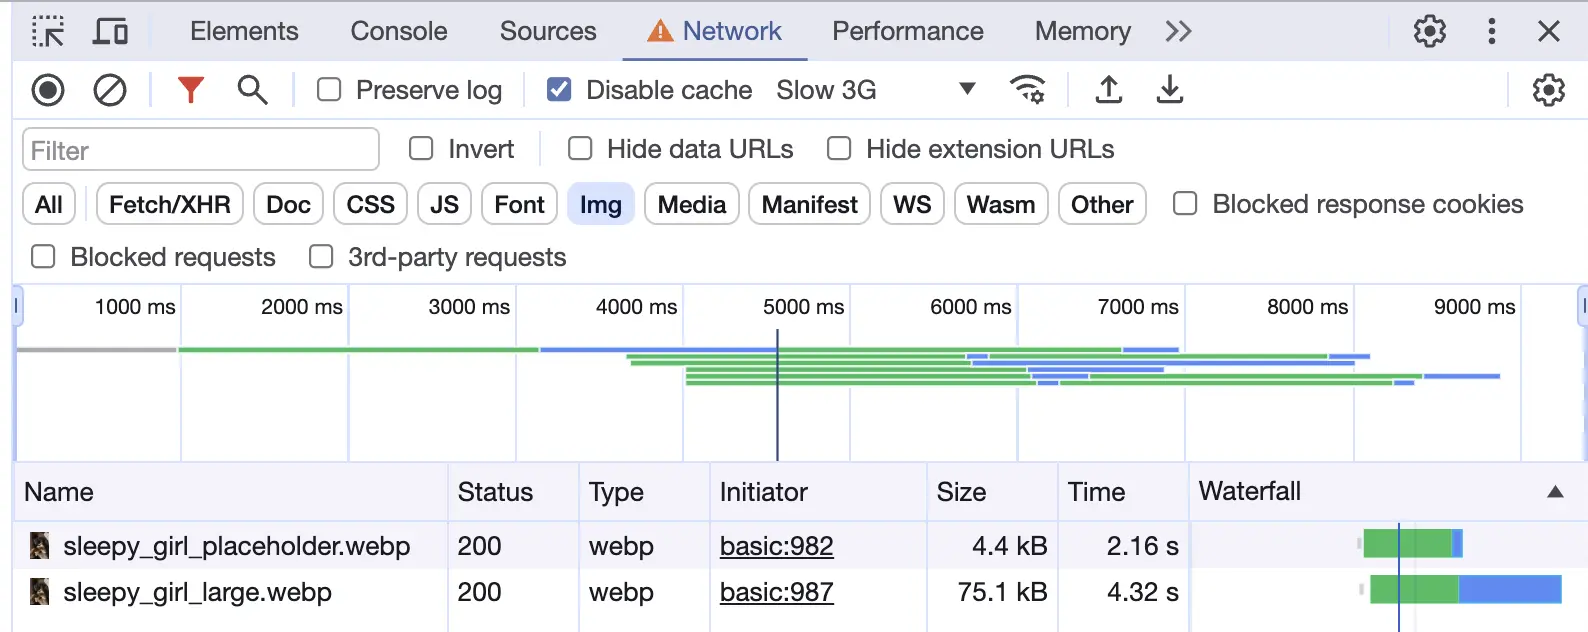 Elements Console Sources Network Performance Memory
Preserve log Disable cache Slow 3G
Filter Invert Hide data URLs Hide extension URLs
All Fetch/XHR Doc CSS JS Font Img Media Manifest WS Wasm Other Blocked response cookies
Blocked requests 3rd-party requests
1000 ms 2000 ms 3000 ms 4000 ms 5000 ms 6000 ms 7000 ms 8000 ms 9000 ms
Name Status Type Initiator Size Time Waterfall
sleepy_girl_placeholder.webp 200 webp basic:982 4.4 kB 2.16 s
sleepy_girl_large.webp 200 webp basic:987 75.1 kB 4.32 s